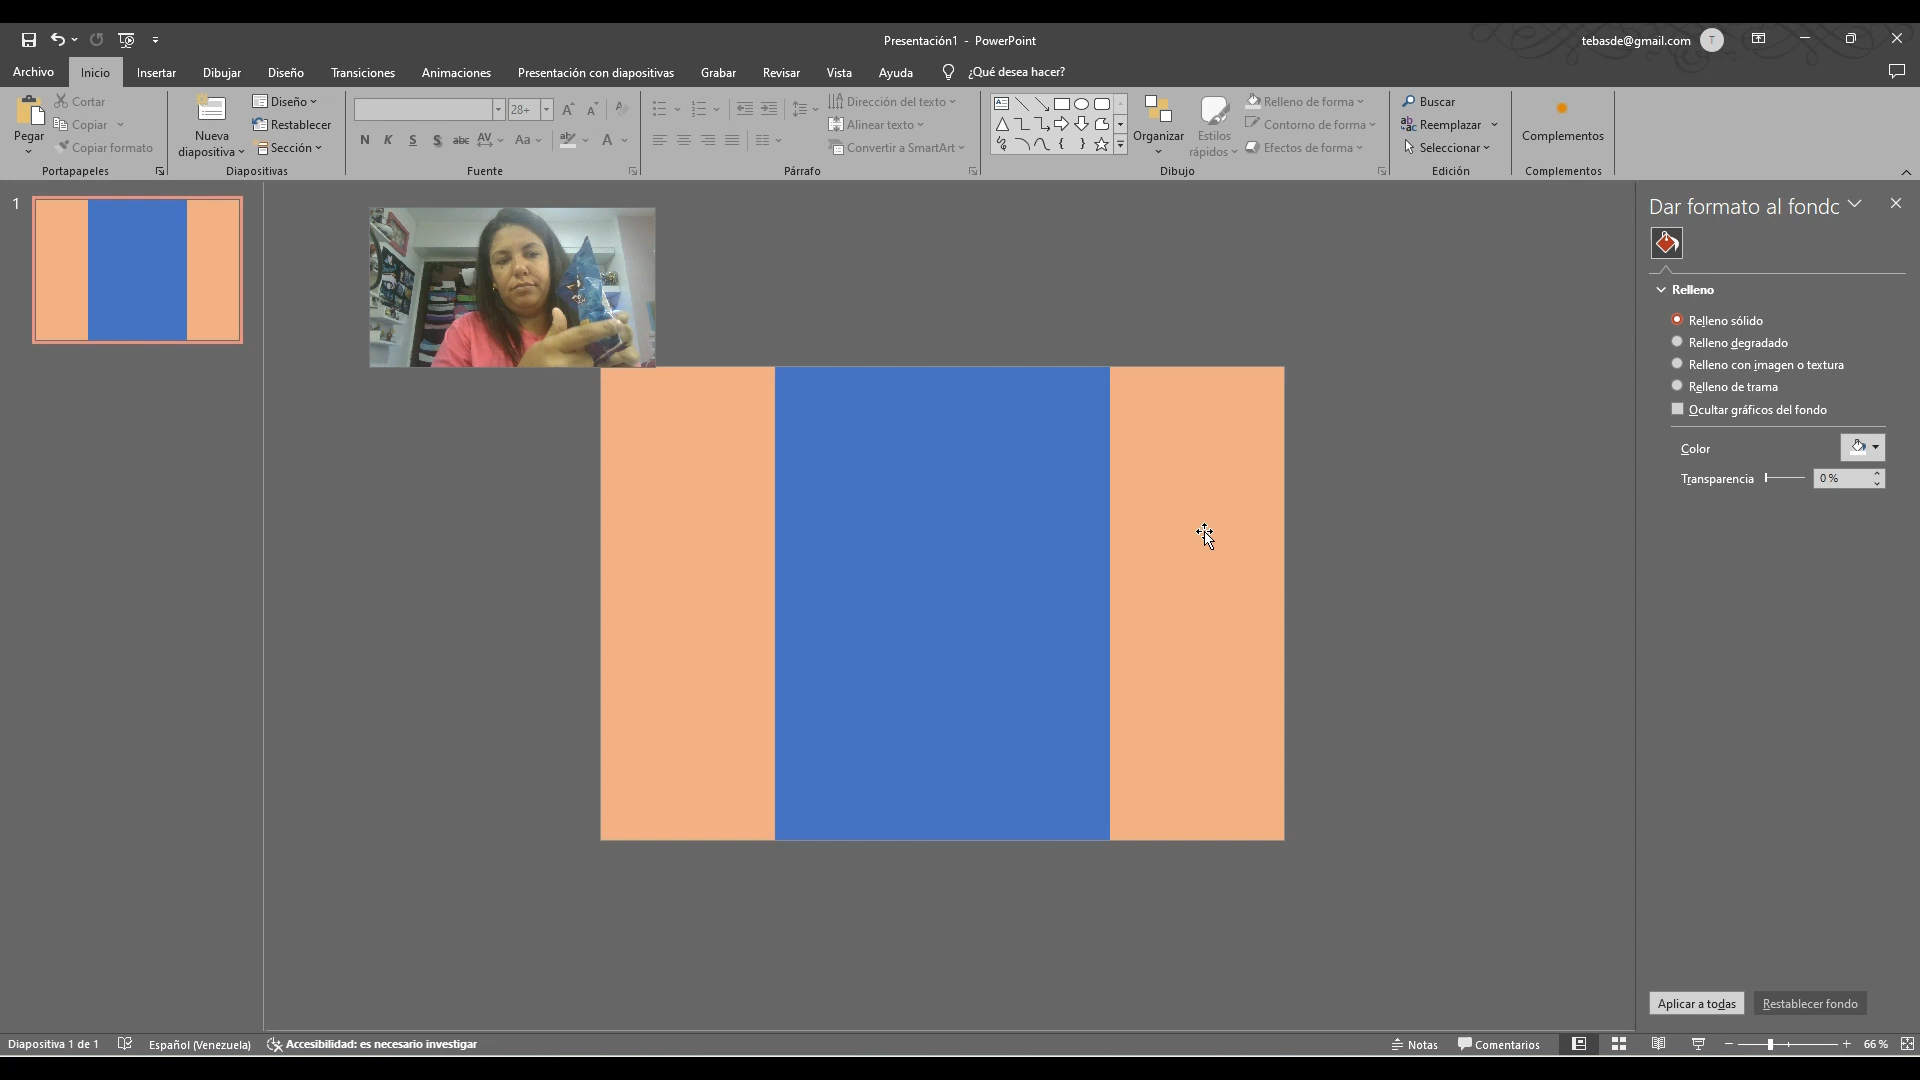 Presentación1 - PowerPoint
tebasde@gmail.com
T
Archivo
Inicio
Insertar
Dibujar
Diseño
Transiciones
Animaciones
Presentación con diapositivas
Grabar
Revisar
Vista
Ayuda
¿Qué desea hacer?
Pegar
Cortar
Copiar
Copiar formato
Portapapeles
Nueva
diapositiva
Diseño
Restablecer
Sección
Diapositivas
28+
N K S S abc AV Aa A
Fuente
Dirección del texto
Alinear texto
Convertir a SmartArt
Párrafo
Organizar
Estilos
rápidos
Relleno de forma
Contorno de forma
Efectos de forma
Dibujo
Buscar
Reemplazar
Seleccionar
Edición
Complementos
Complementos
1
Dar formato al fondo
Relleno
Relleno sólido
Relleno degradado
Relleno con imagen o textura
Relleno de trama
Ocultar gráficos del fondo
Color
Transparencia
0%
Aplicar a todas
Restablecer fondo
Diapositiva 1 de 1
Español (Venezuela)
Accesibilidad: es necesario investigar
Notas
Comentarios
66 %